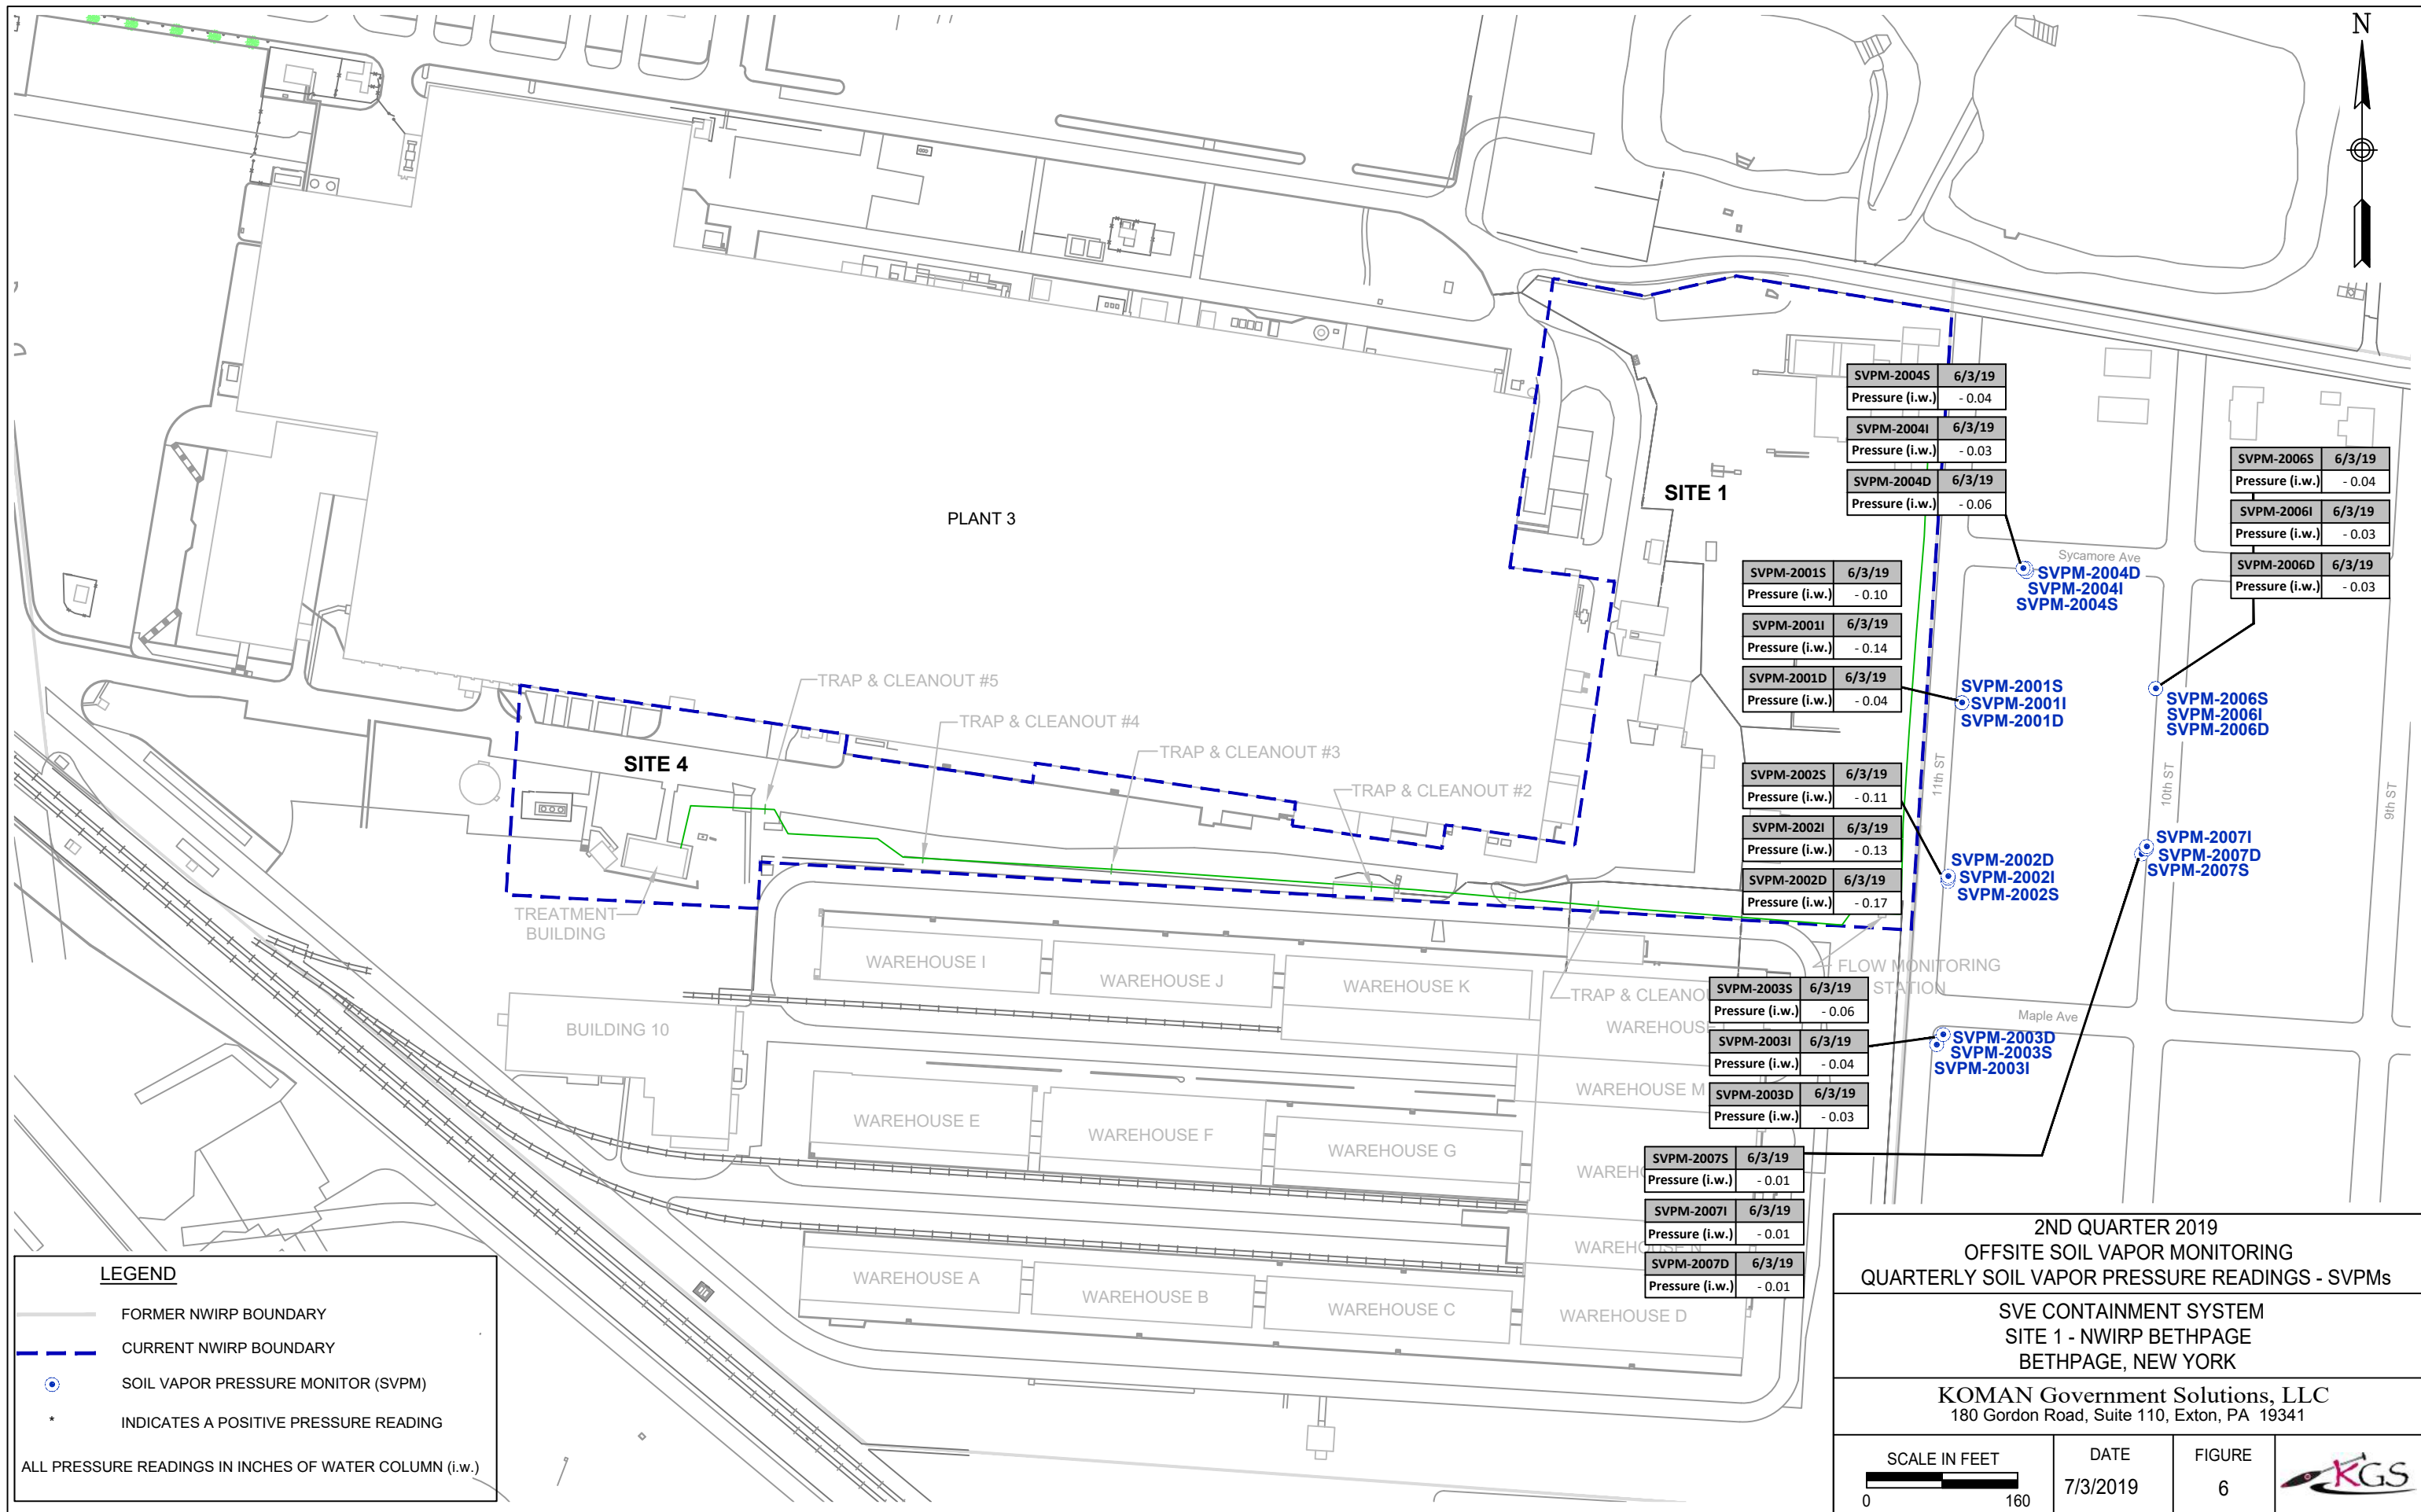 N
SVPM-2004S 6/3/19
Pressure (i.w.) - 0.04
SVPM-2004I 6/3/19
Pressure (i.w.) - 0.03
SVPM-2004D 6/3/19
Pressure (i.w.) - 0.06
SVPM-2006S 6/3/19
Pressure (i.w.) - 0.04
SVPM-2006I 6/3/19
Pressure (i.w.) - 0.03
SVPM-2006D 6/3/19
Pressure (i.w.) - 0.03
SITE 1
PLANT 3
Sycamore Ave
SVPM-2004D
SVPM-2004I
SVPM-2004S
SVPM-2001S 6/3/19
Pressure (i.w.) - 0.10
SVPM-2001I 6/3/19
Pressure (i.w.) - 0.14
SVPM-2001D 6/3/19
Pressure (i.w.) - 0.04
SVPM-2001S
SVPM-2001I
SVPM-2001D
SVPM-2006S
SVPM-2006I
SVPM-2006D
TRAP & CLEANOUT #5
TRAP & CLEANOUT #4
TRAP & CLEANOUT #3
TRAP & CLEANOUT #2
SITE 4
11th ST
10th ST
9th ST
SVPM-2002S 6/3/19
Pressure (i.w.) - 0.11
SVPM-2002I 6/3/19
Pressure (i.w.) - 0.13
SVPM-2002D 6/3/19
Pressure (i.w.) - 0.17
SVPM-2002D
SVPM-2002I
SVPM-2002S
SVPM-2007I
SVPM-2007D
SVPM-2007S
TREATMENT
BUILDING
WAREHOUSE I
WAREHOUSE J
WAREHOUSE K
FLOW MONITORING
STATION
TRAP & CLEANO
BUILDING 10
WAREHOUSE
Maple Ave
SVPM-2003S 6/3/19
Pressure (i.w.) - 0.06
SVPM-2003I 6/3/19
Pressure (i.w.) - 0.04
SVPM-2003D 6/3/19
Pressure (i.w.) - 0.03
SVPM-2003D
SVPM-2003S
SVPM-2003I
WAREHOUSE M
WAREHOUSE E
WAREHOUSE F
WAREHOUSE G
WAREHO
SVPM-2007S 6/3/19
Pressure (i.w.) - 0.01
SVPM-2007I 6/3/19
Pressure (i.w.) - 0.01
SVPM-2007D 6/3/19
Pressure (i.w.) - 0.01
WAREHOUSE N
WAREHOUSE A
WAREHOUSE B
WAREHOUSE C
WAREHOUSE D
LEGEND
FORMER NWIRP BOUNDARY
CURRENT NWIRP BOUNDARY
SOIL VAPOR PRESSURE MONITOR (SVPM)
* INDICATES A POSITIVE PRESSURE READING
ALL PRESSURE READINGS IN INCHES OF WATER COLUMN (i.w.)
2ND QUARTER 2019
OFFSITE SOIL VAPOR MONITORING
QUARTERLY SOIL VAPOR PRESSURE READINGS - SVPMs
SVE CONTAINMENT SYSTEM
SITE 1 - NWIRP BETHPAGE
BETHPAGE, NEW YORK
KOMAN Government Solutions, LLC
180 Gordon Road, Suite 110, Exton, PA 19341
SCALE IN FEET
0 160
DATE
7/3/2019
FIGURE
6
KGS